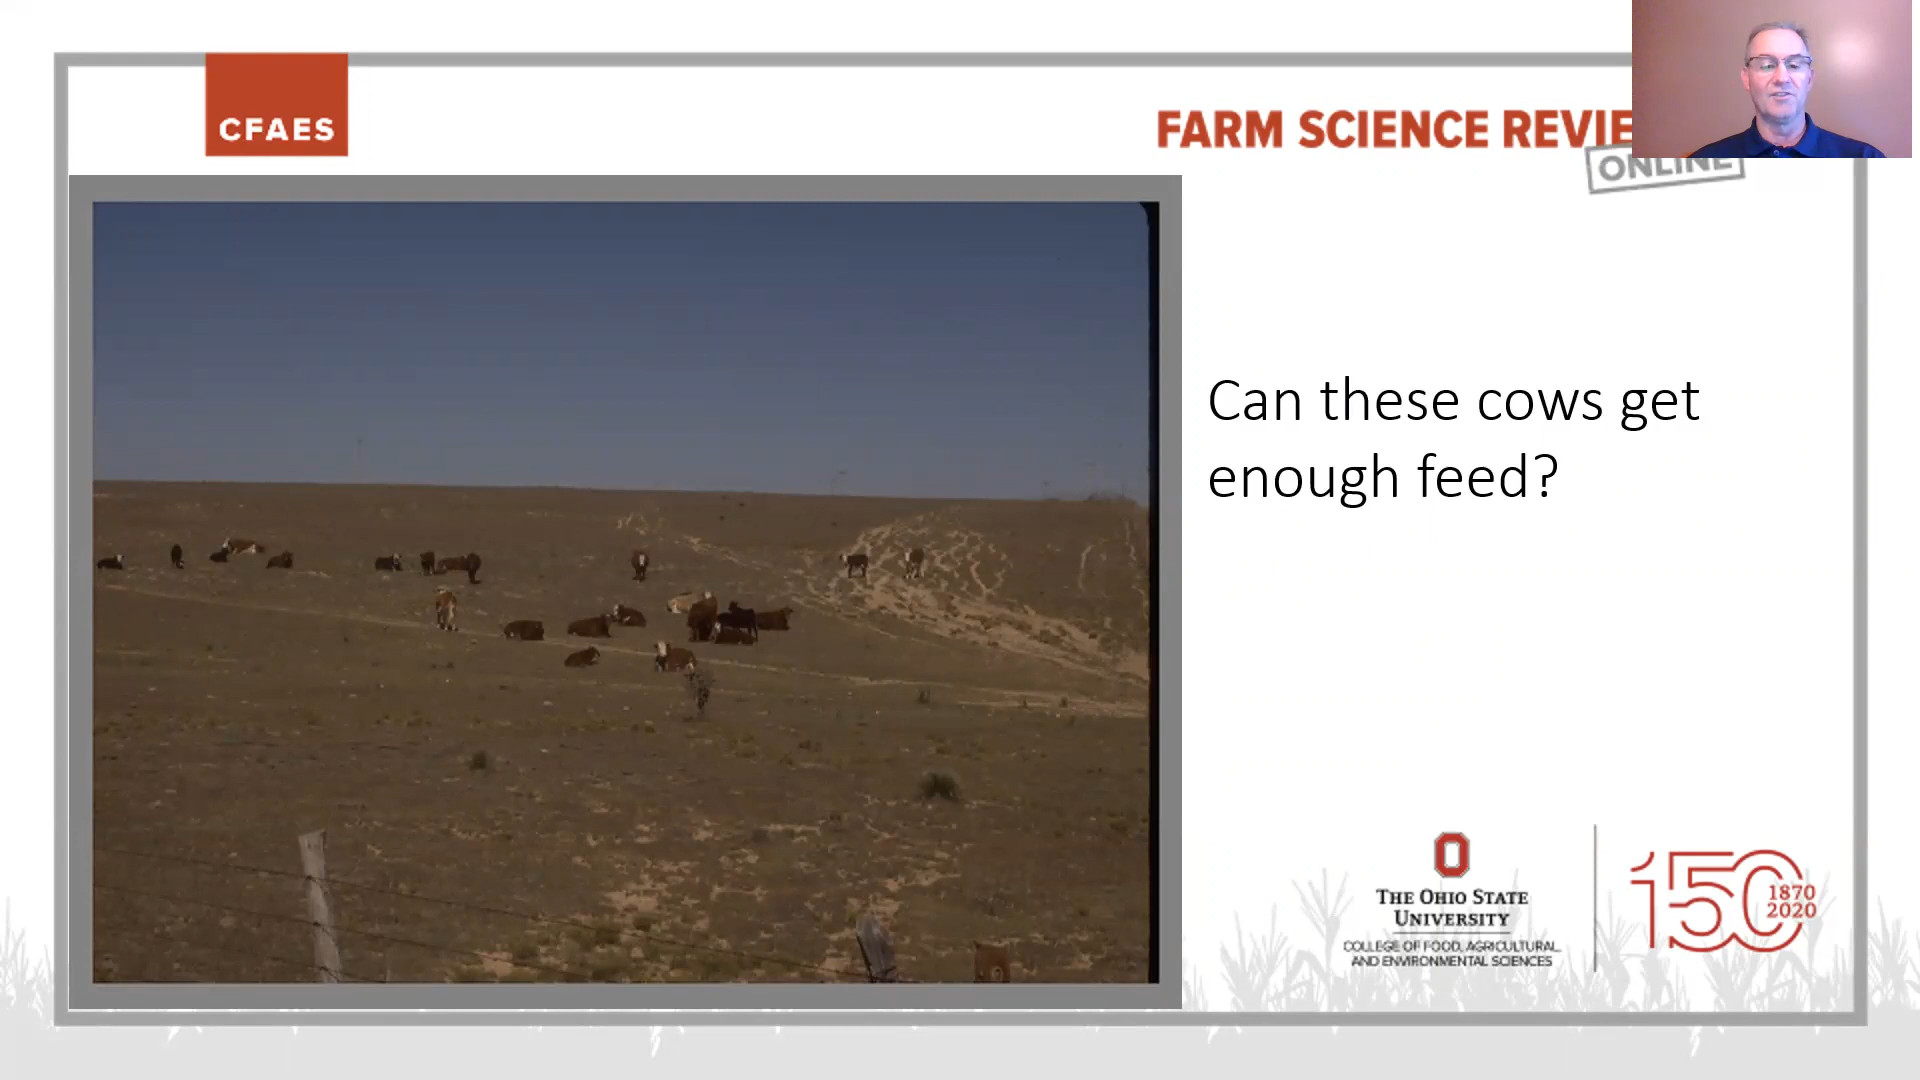 CFAES
FARM SCIENCE REVIE
ONLINE
Can these cows get
enough feed?
THE OHIO STATE
UNIVERSITY
COLLEGE OF FOOD, AGRICULTURAL,
AND ENVIRONMENTAL SCIENCES
150
1870
2020